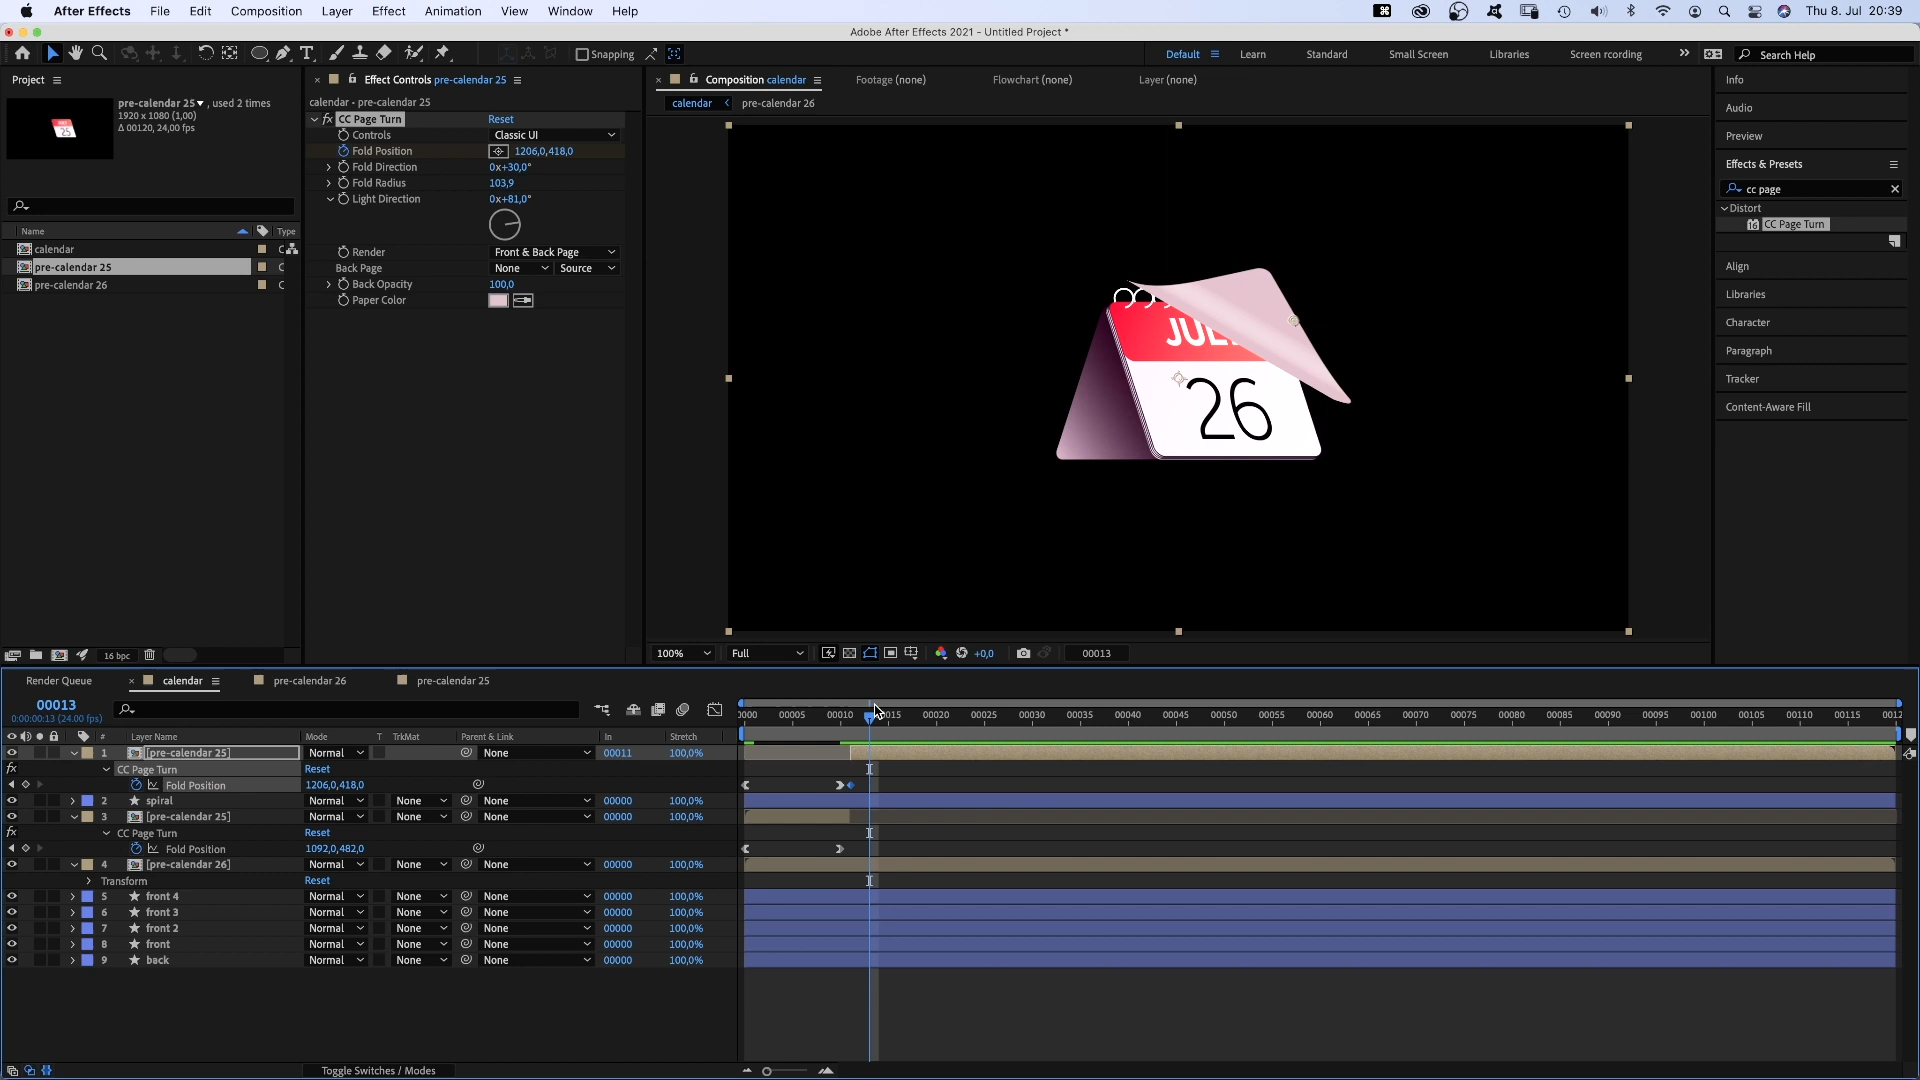 After Effects File Edit Composition Layer Effect Animation View Window Help Thu 8. Jul 20:39
Adobe After Effects 2021 - Untitled Project *
Snapping Default Learn Standard Small Screen Libraries Screen recording Search Help
Project
pre-calendar 25, used 2 times
1920 x 1080 (1,00)
Δ 00120, 24,00 fps
Name Type
calendar
pre-calendar 25
pre-calendar 26
16 bpc
Effect Controls pre-calendar 25
calendar • pre-calendar 25
fx CC Page Turn Reset
Controls Classic UI
Fold Position 1206,0,418,0
Fold Direction 0x+30,0°
Fold Radius 103,9
Light Direction 0x+81,0°
Render Front & Back Page
Back Page None Source
Back Opacity 100,0
Paper Color
Composition calendar Footage (none) Flowchart (none) Layer (none)
calendar pre-calendar 26
26
100% Full +0,0 00013
Info
Audio
Preview
Effects & Presets
cc page
Distort
CC Page Turn
Align
Libraries
Character
Paragraph
Tracker
Content-Aware Fill
Render Queue calendar pre-calendar 26 pre-calendar 25
00013
0:00:00:13 (24.00 fps)
0000 00005 00010 00015 00020 00025 00030 00035 00040 00045 00050 00055 00060 00065 00070 00075 00080 00085 00090 00095 00100 00105 00110 00115 0012
# Layer Name Mode T TrkMat Parent & Link In Stretch
1 [pre-calendar 25] Normal None 00011 100,0%
fx CC Page Turn Reset
Fold Position 1206,0,418,0
2 spiral Normal None None 00000 100,0%
3 [pre-calendar 25] Normal None None 00000 100,0%
fx CC Page Turn Reset
Fold Position 1092,0,482,0
4 [pre-calendar 26] Normal None None 00000 100,0%
Transform Reset
5 front 4 Normal None None 00000 100,0%
6 front 3 Normal None None 00000 100,0%
7 front 2 Normal None None 00000 100,0%
8 front Normal None None 00000 100,0%
9 back Normal None None 00000 100,0%
Toggle Switches / Modes